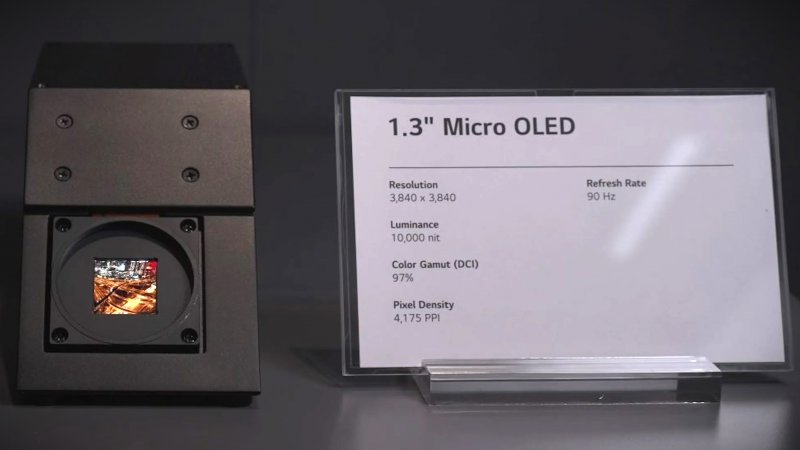 1.3" Micro OLED
Resolution
3,840 x 3,840
Refresh Rate
90 Hz
Luminance
10,000 nit
Color Gamut (DCI)
97%
Pixel Density
4,175 PPI